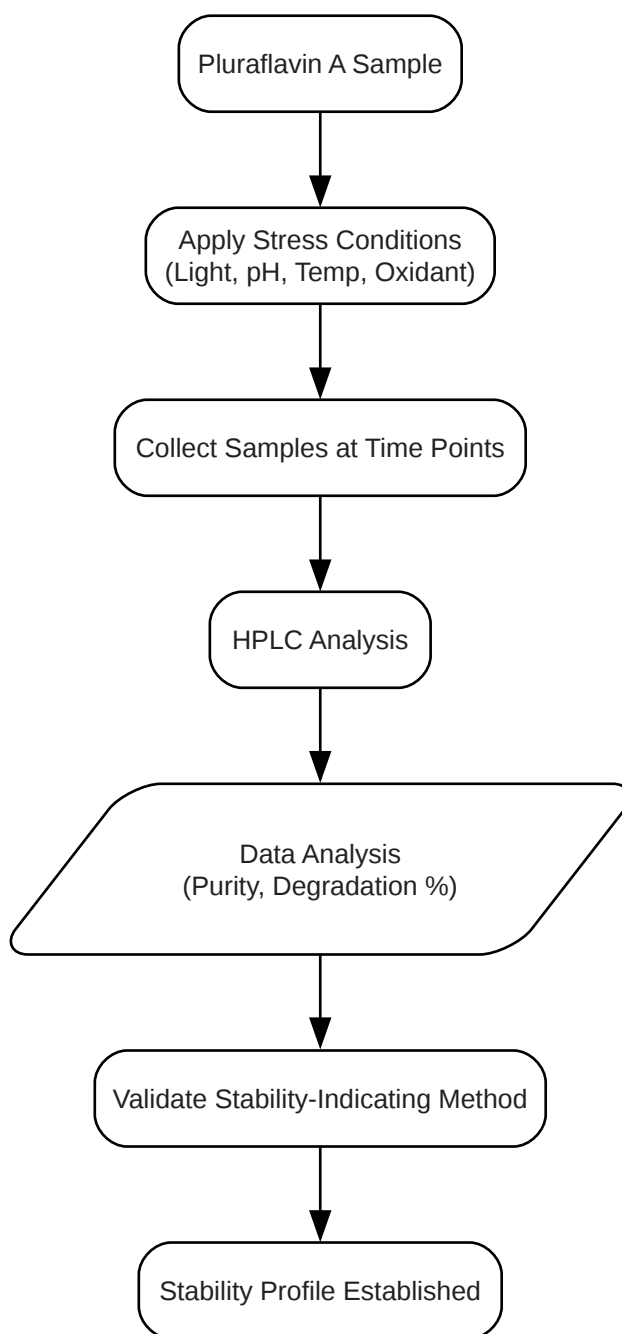 Pluraflavin A Sample
Apply Stress Conditions
(Light, pH, Temp, Oxidant)
Collect Samples at Time Points
HPLC Analysis
Data Analysis
(Purity, Degradation %)
Validate Stability-Indicating Method
Stability Profile Established